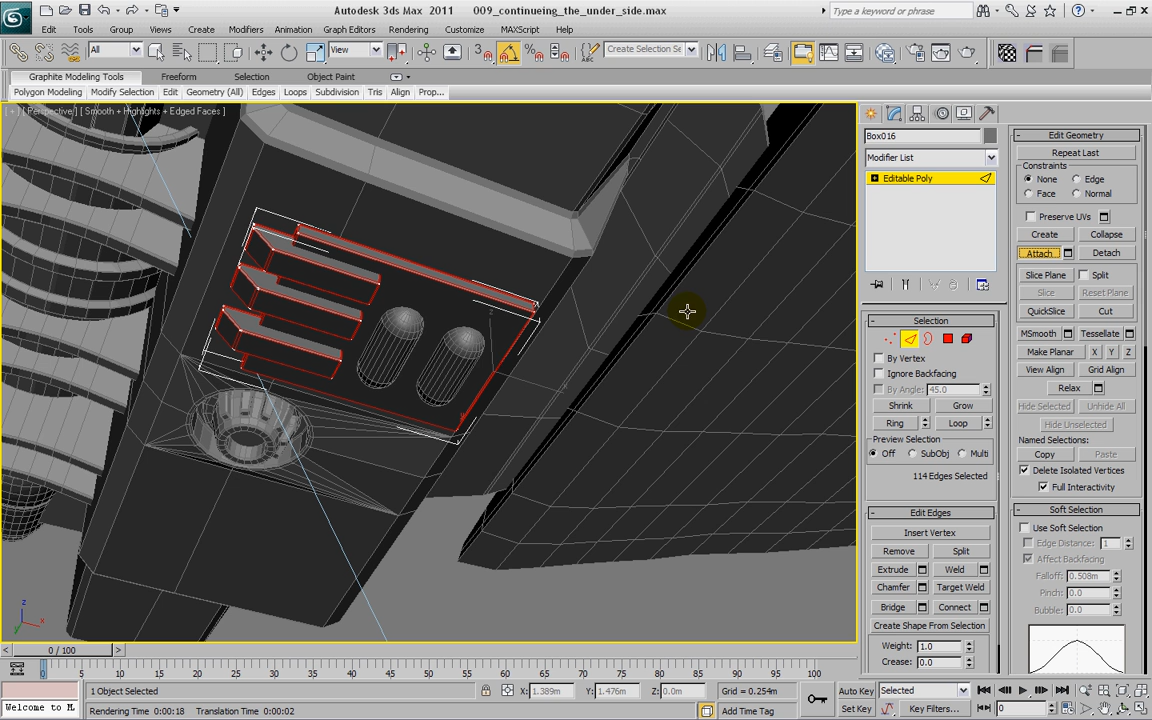 Autodesk 3ds Max 2011 009_continueing_the_under_side.max
Type a keyword or phrase
Edit Tools Group Views Create Modifiers Animation Graph Editors Rendering Customize MAXScript Help
All View Create Selection Se
Graphite Modeling Tools Freeform Selection Object Paint
Polygon Modeling Modify Selection Edit Geometry (All) Edges Loops Subdivision Tris Align Prop...
[ + ] [ Perspective ] [ Smooth + Highlights + Edged Faces ]
Box016
Modifier List
Editable Poly
Selection
By Vertex
Ignore Backfacing
By Angle: 45.0
Shrink Grow
Ring Loop
Preview Selection
Off SubObj Multi
114 Edges Selected
Edit Edges
Insert Vertex
Remove Split
Extrude Weld
Chamfer Target Weld
Bridge Connect
Create Shape From Selection
Weight: 1.0
Crease: 0.0
Edit Geometry
Repeat Last
Constraints
None Edge
Face Normal
Preserve UVs
Create Collapse
Attach Detach
Slice Plane Split
Slice Reset Plane
QuickSlice Cut
MSmooth Tessellate
Make Planar X Y Z
View Align Grid Align
Relax
Hide Selected Unhide All
Hide Unselected
Named Selections:
Copy Paste
Delete Isolated Vertices
Full Interactivity
Soft Selection
Use Soft Selection
Edge Distance: 1
Affect Backfacing
Falloff: 0.508m
Pinch: 0.0
Bubble: 0.0
z
x
y
0 / 100
0 5 10 15 20 25 30 35 40 45 50 55 60 65 70 75 80 85 90 95 100
1 Object Selected X: 1.389m Y: 1.476m Z: 0.0m Grid = 0.254m Auto Key Selected
Welcome to M Rendering Time 0:00:18 Translation Time 0:00:02 Add Time Tag Set Key Key Filters... 0